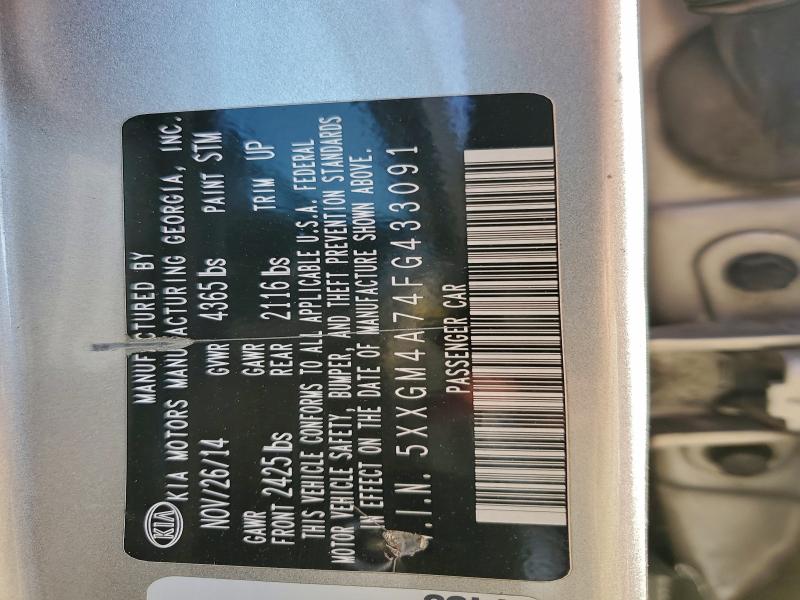 MANUFACTURED BY
KIA KIA MOTORS MANUFACTURING GEORGIA, INC.
NOV/26/14 GVWR 4365 lbs PAINT STM
GAWR GAWR
FRONT 2425 lbs REAR 2116 lbs TRIM UP
THIS VEHICLE CONFORMS TO ALL APPLICABLE U.S.A. FEDERAL
MOTOR VEHICLE SAFETY, BUMPER, AND THEFT PREVENTION STANDARDS
IN EFFECT ON THE DATE OF MANUFACTURE SHOWN ABOVE.
V.I.N. 5XXGM4A74FG433091
PASSENGER CAR